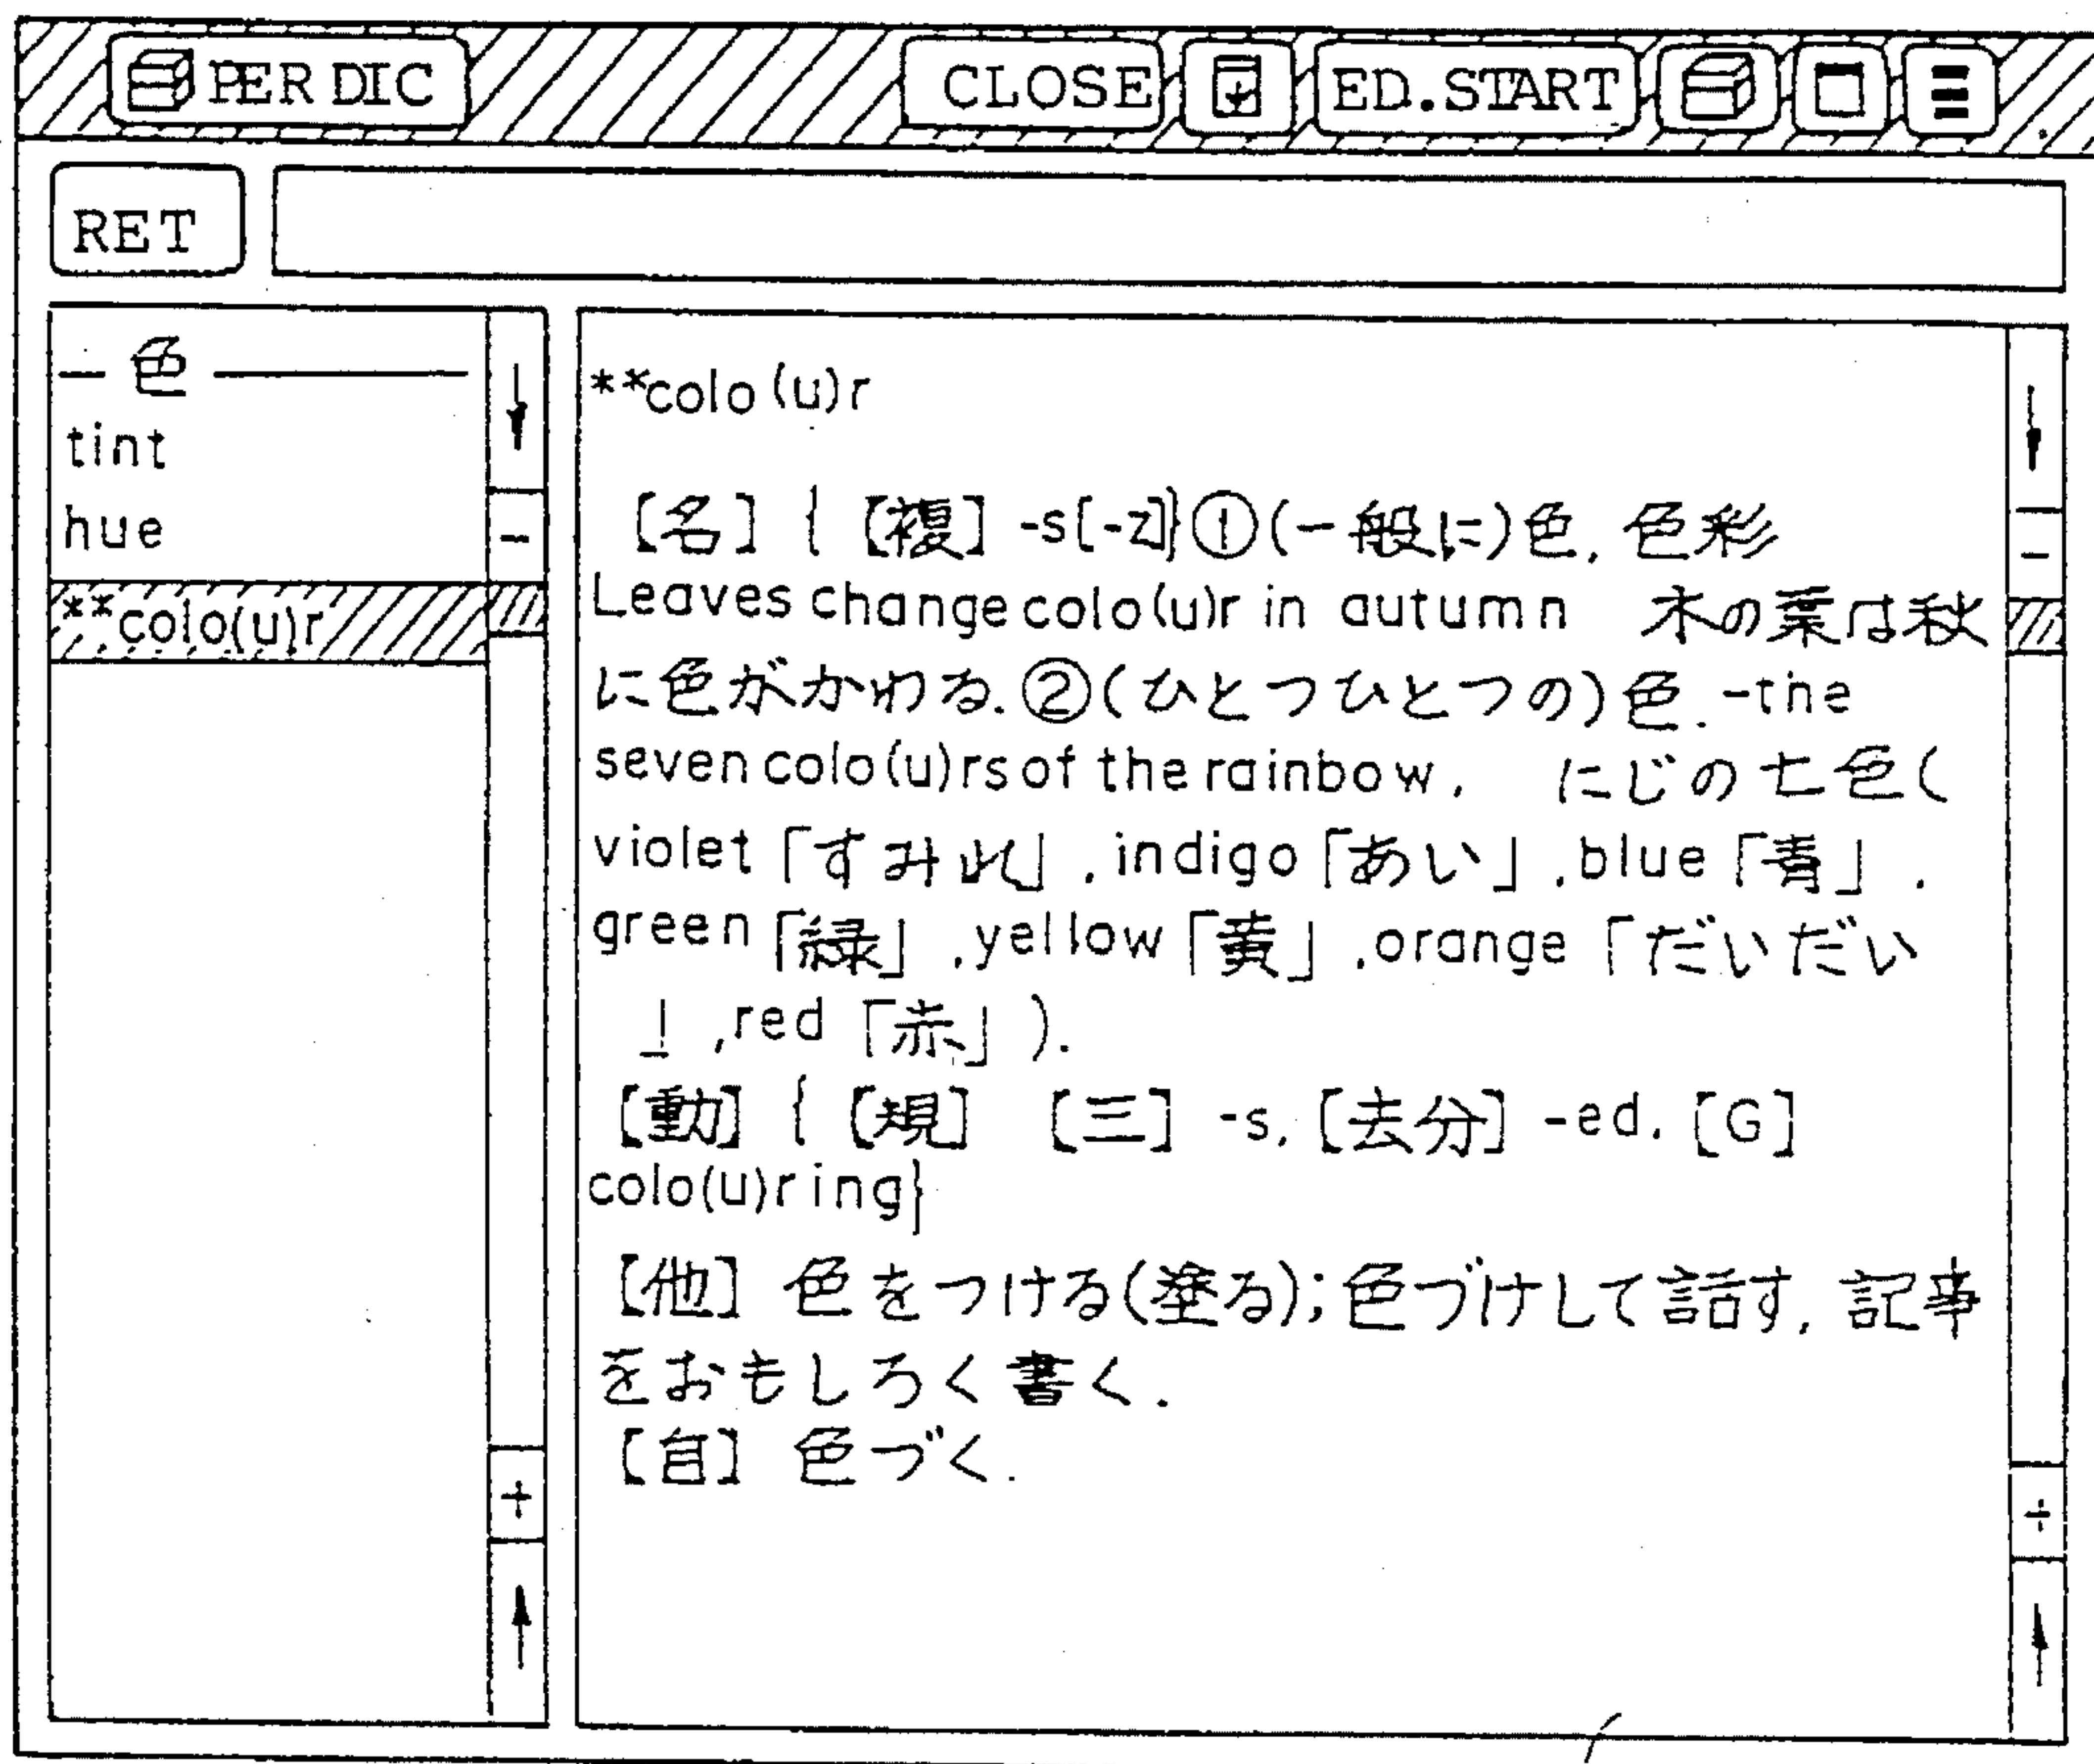 PER DIC CLOSE ED.START
RET
色
tint
hue
**colo(u)r
- 
+
**colo(u)r
【名】{【複】-s[-z]}①(一般に)色, 色彩
Leaves change colo(u)r in autumn 木の葉は秋
に色がかわる.②(ひとつひとつの)色.-the
seven colo(u)rs of the rainbow, にじの七色(
violet「すみれ」,indigo「あい」,blue「青」,
green「緑」,yellow「黄」,orange「だいだい
」,red「赤」).
【動】{【規】【三】-s,【去分】-ed,【G】
colo(u)ring}
【他】色をつける(塗る);色づけして話す, 記事
をおもしろく書く.
【自】色づく.
-
+